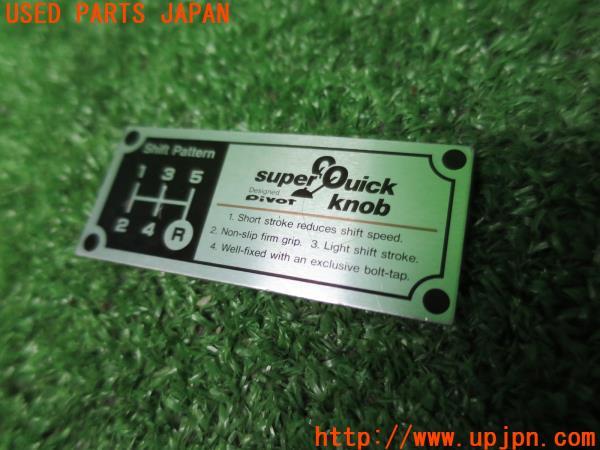 USED PARTS JAPAN
Shift Pattern
1 3 5
2 4 R
super Quick
Designed
PIVOT
knob
1. Short stroke reduces shift speed.
2. Non-slip firm grip. 3. Light shift stroke.
4. Well-fixed with an exclusive bolt-tap.
http://www.upjpn.com